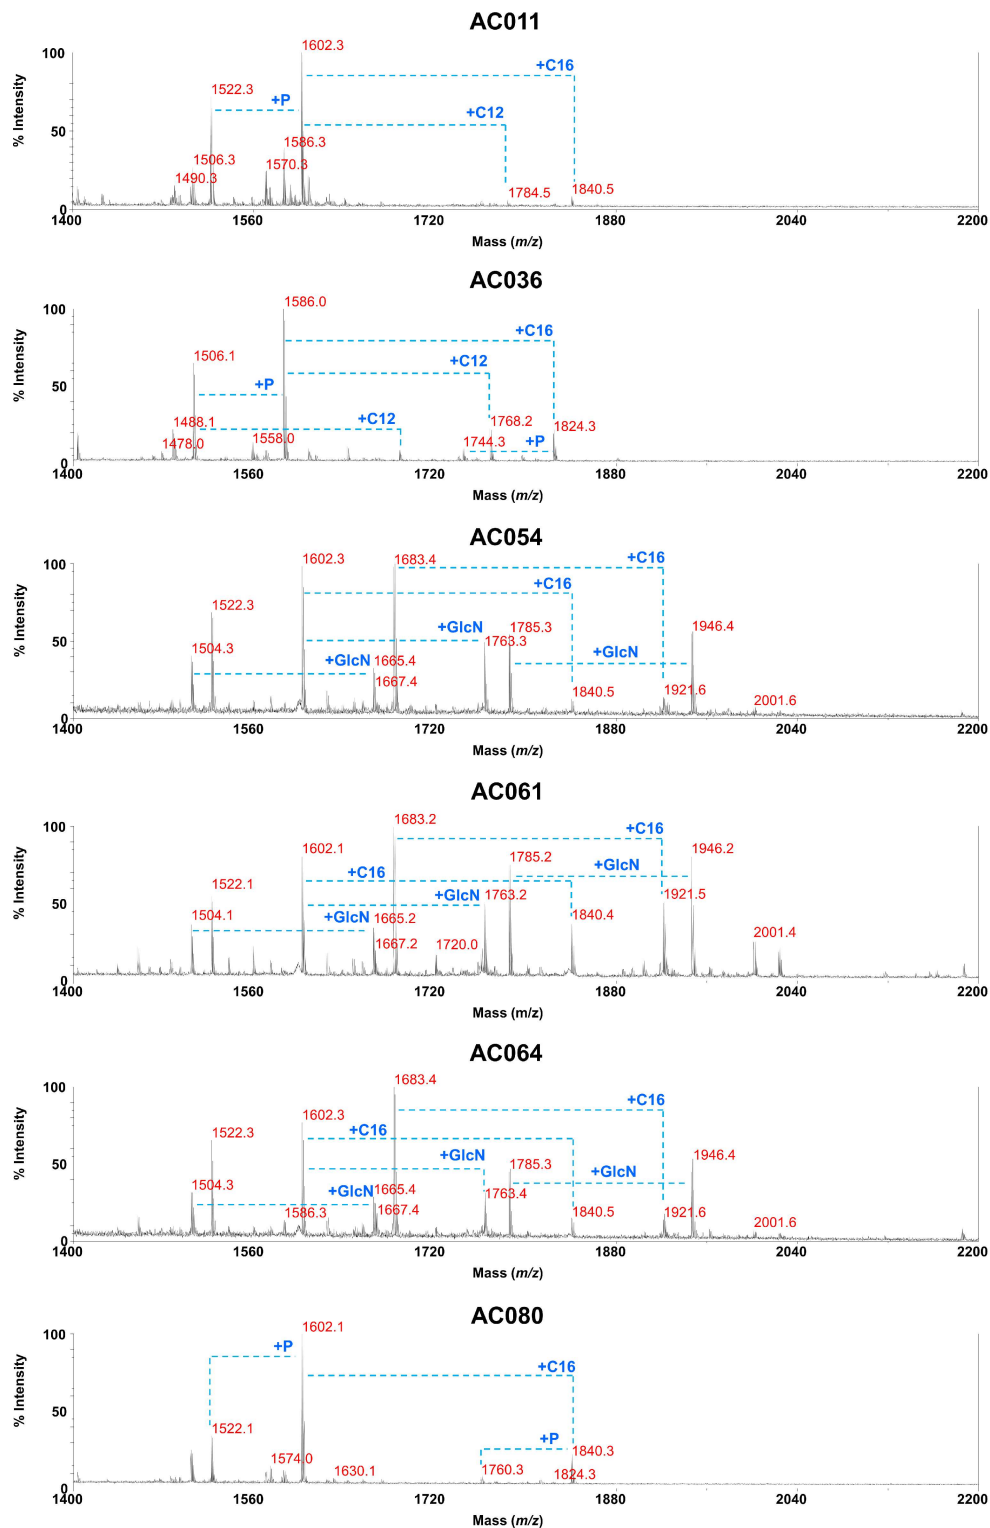 AC011
% Intensity
100
50
0
1602.3
+C16
1522.3
+P
+C12
1586.3
1506.3
1570.3
1490.3
1784.5
1840.5
1400
1560
1720
1880
2040
2200
Mass (m/z)
AC036
% Intensity
100
50
0
1586.0
+C16
1506.1
+C12
+P
1488.1
+C12
1768.2
1824.3
1478.0
1558.0
1744.3
+P
1400
1560
1720
1880
2040
2200
Mass (m/z)
AC054
% Intensity
100
50
0
1602.3
1683.4
+C16
+C16
1522.3
+GlcN
1785.3
1946.4
1504.3
+GlcN
1665.4
1763.3
+GlcN
1667.4
1840.5
1921.6
2001.6
1400
1560
1720
1880
2040
2200
Mass (m/z)
AC061
% Intensity
100
50
0
1683.2
+C16
1602.1
1785.2
1946.2
+C16
+GlcN
1522.1
+GlcN
1763.2
1921.5
1504.1
+GlcN
1665.2
1840.4
1667.2
1720.0
2001.4
1400
1560
1720
1880
2040
2200
Mass (m/z)
AC064
% Intensity
100
50
0
1683.4
+C16
1602.3
1522.3
+C16
+GlcN
1785.3
1946.4
+GlcN
1504.3
+GlcN
1665.4
1763.4
1586.3
1667.4
1840.5
1921.6
2001.6
1400
1560
1720
1880
2040
2200
Mass (m/z)
AC080
% Intensity
100
50
0
1602.1
+P
+C16
1522.1
+P
1574.0
1840.3
1630.1
1760.3
1824.3
1400
1560
1720
1880
2040
2200
Mass (m/z)